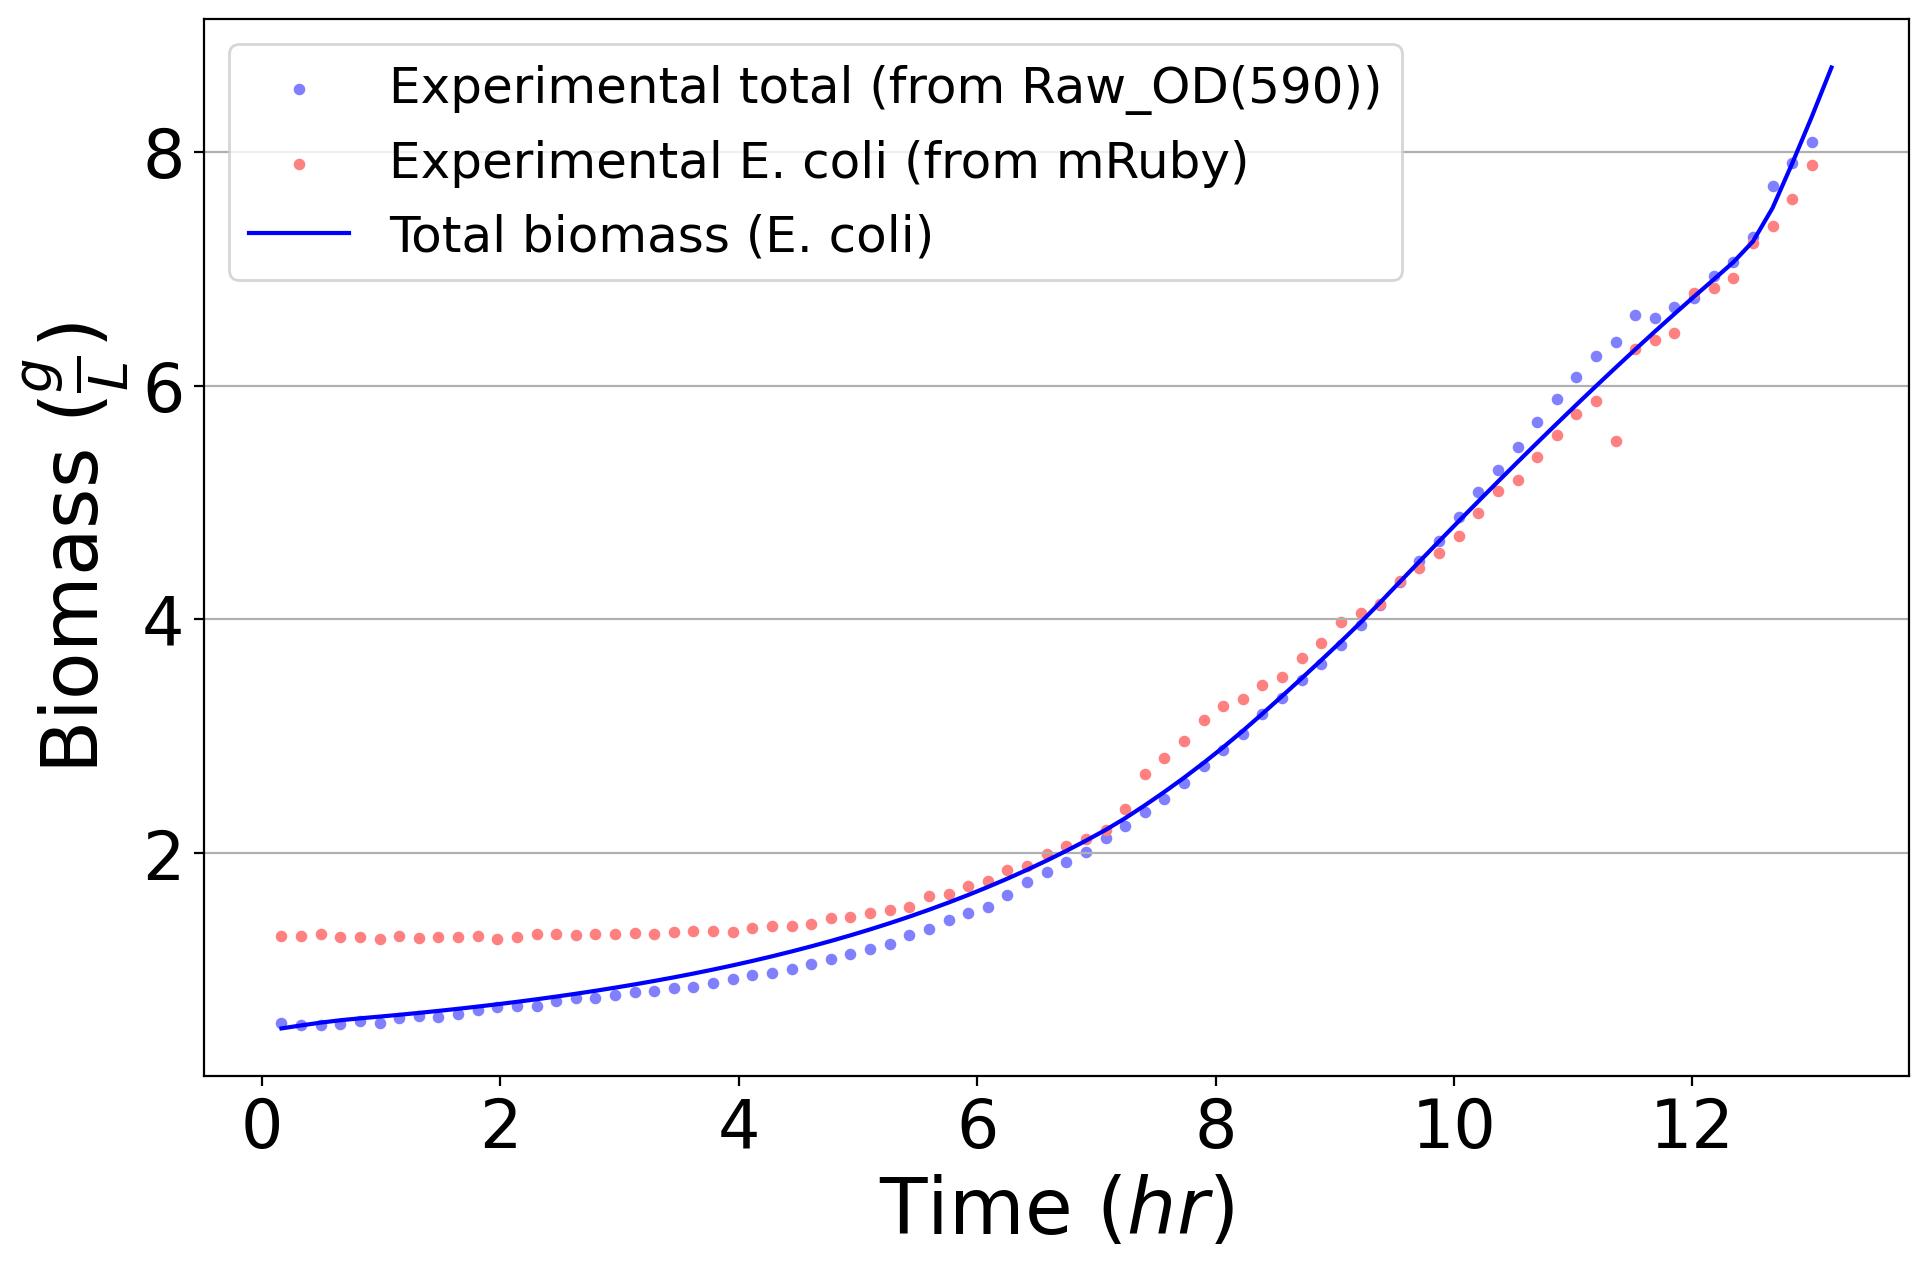 Experimental total (from Raw_OD(590))
Experimental E. coli (from mRuby)
Total biomass (E. coli)
Biomass (g/L)
8
6
4
2
0 2 4 6 8 10 12
Time (hr)